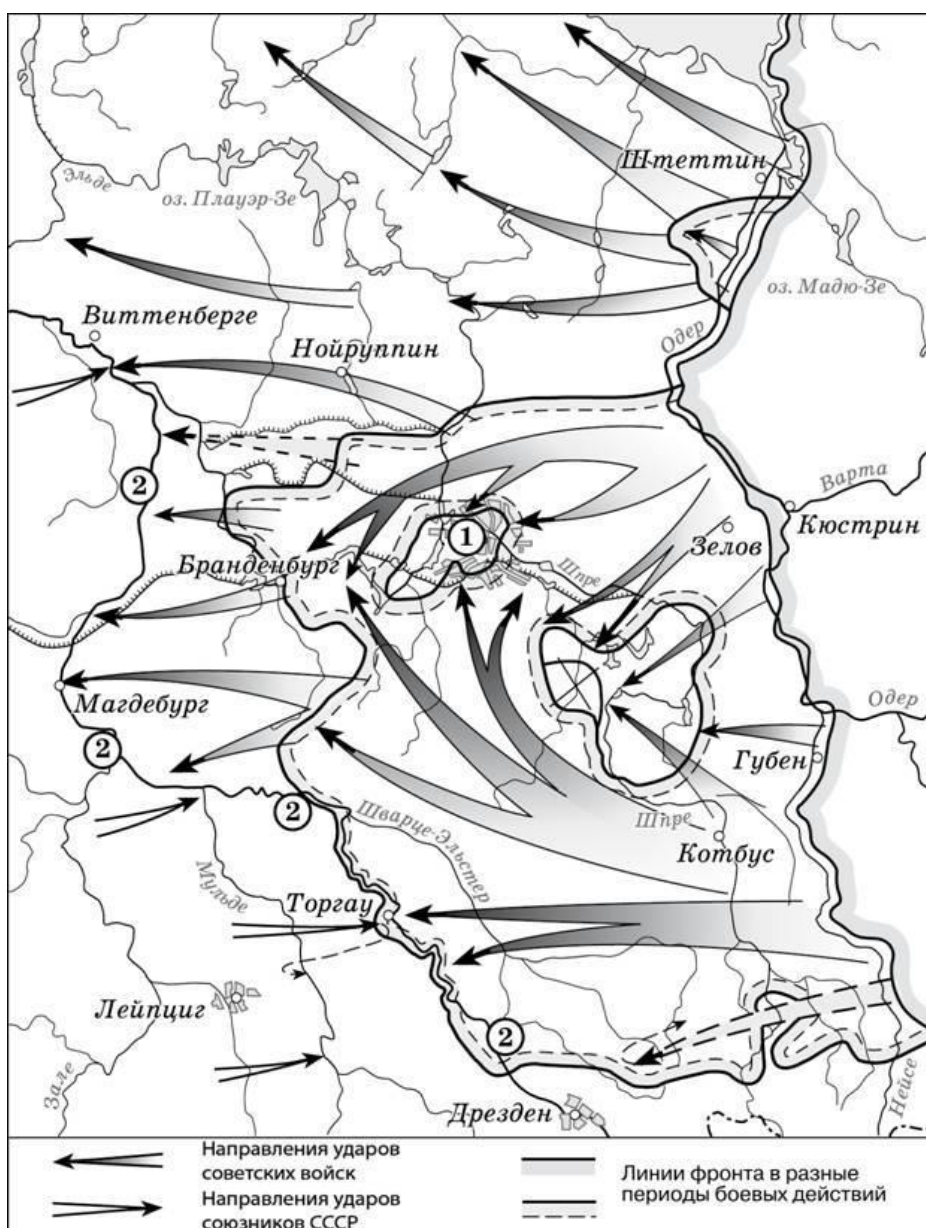 Штеттин
Эльде
оз. Плауэр-Зе
оз. Мадю-Зе
Виттенберге
Одер
Нойруппин
2
Варта
1
Кюстрин
Зелов
Бранденбург
Шпре
Магдебург
Одер
2
Губен
2
Шпре
Шварце-Эльстер
Котбус
Мульде
Торгау
Лейпциг
2
Зале
Нейсе
Дрезден
Направления ударов
советских войск
Направления ударов
союзников СССР
Линии фронта в разные
периоды боевых действий